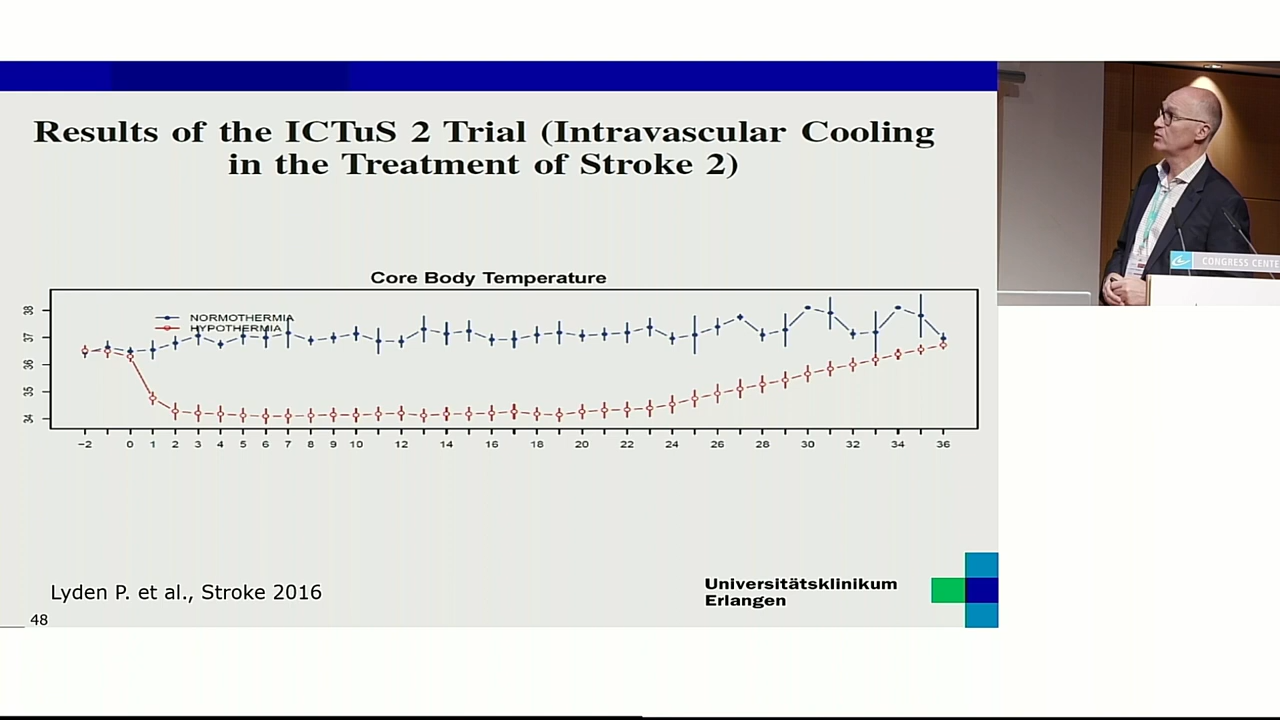 Results of the ICTuS 2 Trial (Intravascular Cooling
in the Treatment of Stroke 2)
Core Body Temperature
NORMOTHERMIA
HYPOTHERMIA
38
37
36
35
34
-2 0 1 2 3 4 5 6 7 8 9 10 12 14 16 18 20 22 24 26 28 30 32 34 36
Lyden P. et al., Stroke 2016
Universitätsklinikum
Erlangen
48
CONGRESS CENTE